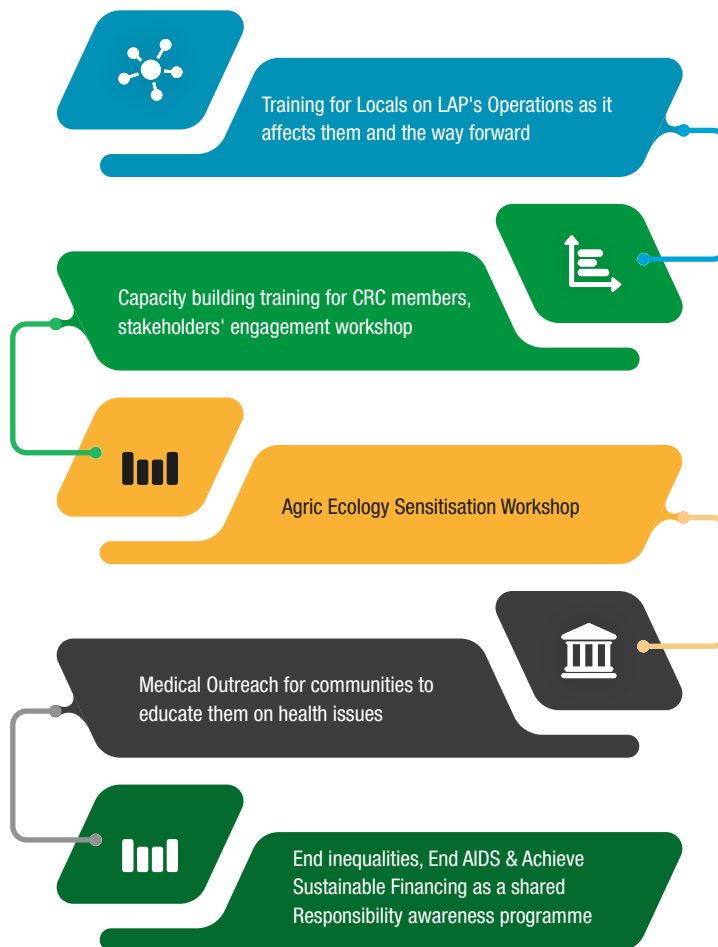 Training for Locals on LAP's Operations as it
affects them and the way forward
Capacity building training for CRC members,
stakeholders' engagement workshop
Agric Ecology Sensitisation Workshop
Medical Outreach for communities to
educate them on health issues
End inequalities, End AIDS & Achieve
Sustainable Financing as a shared
Responsibility awareness programme